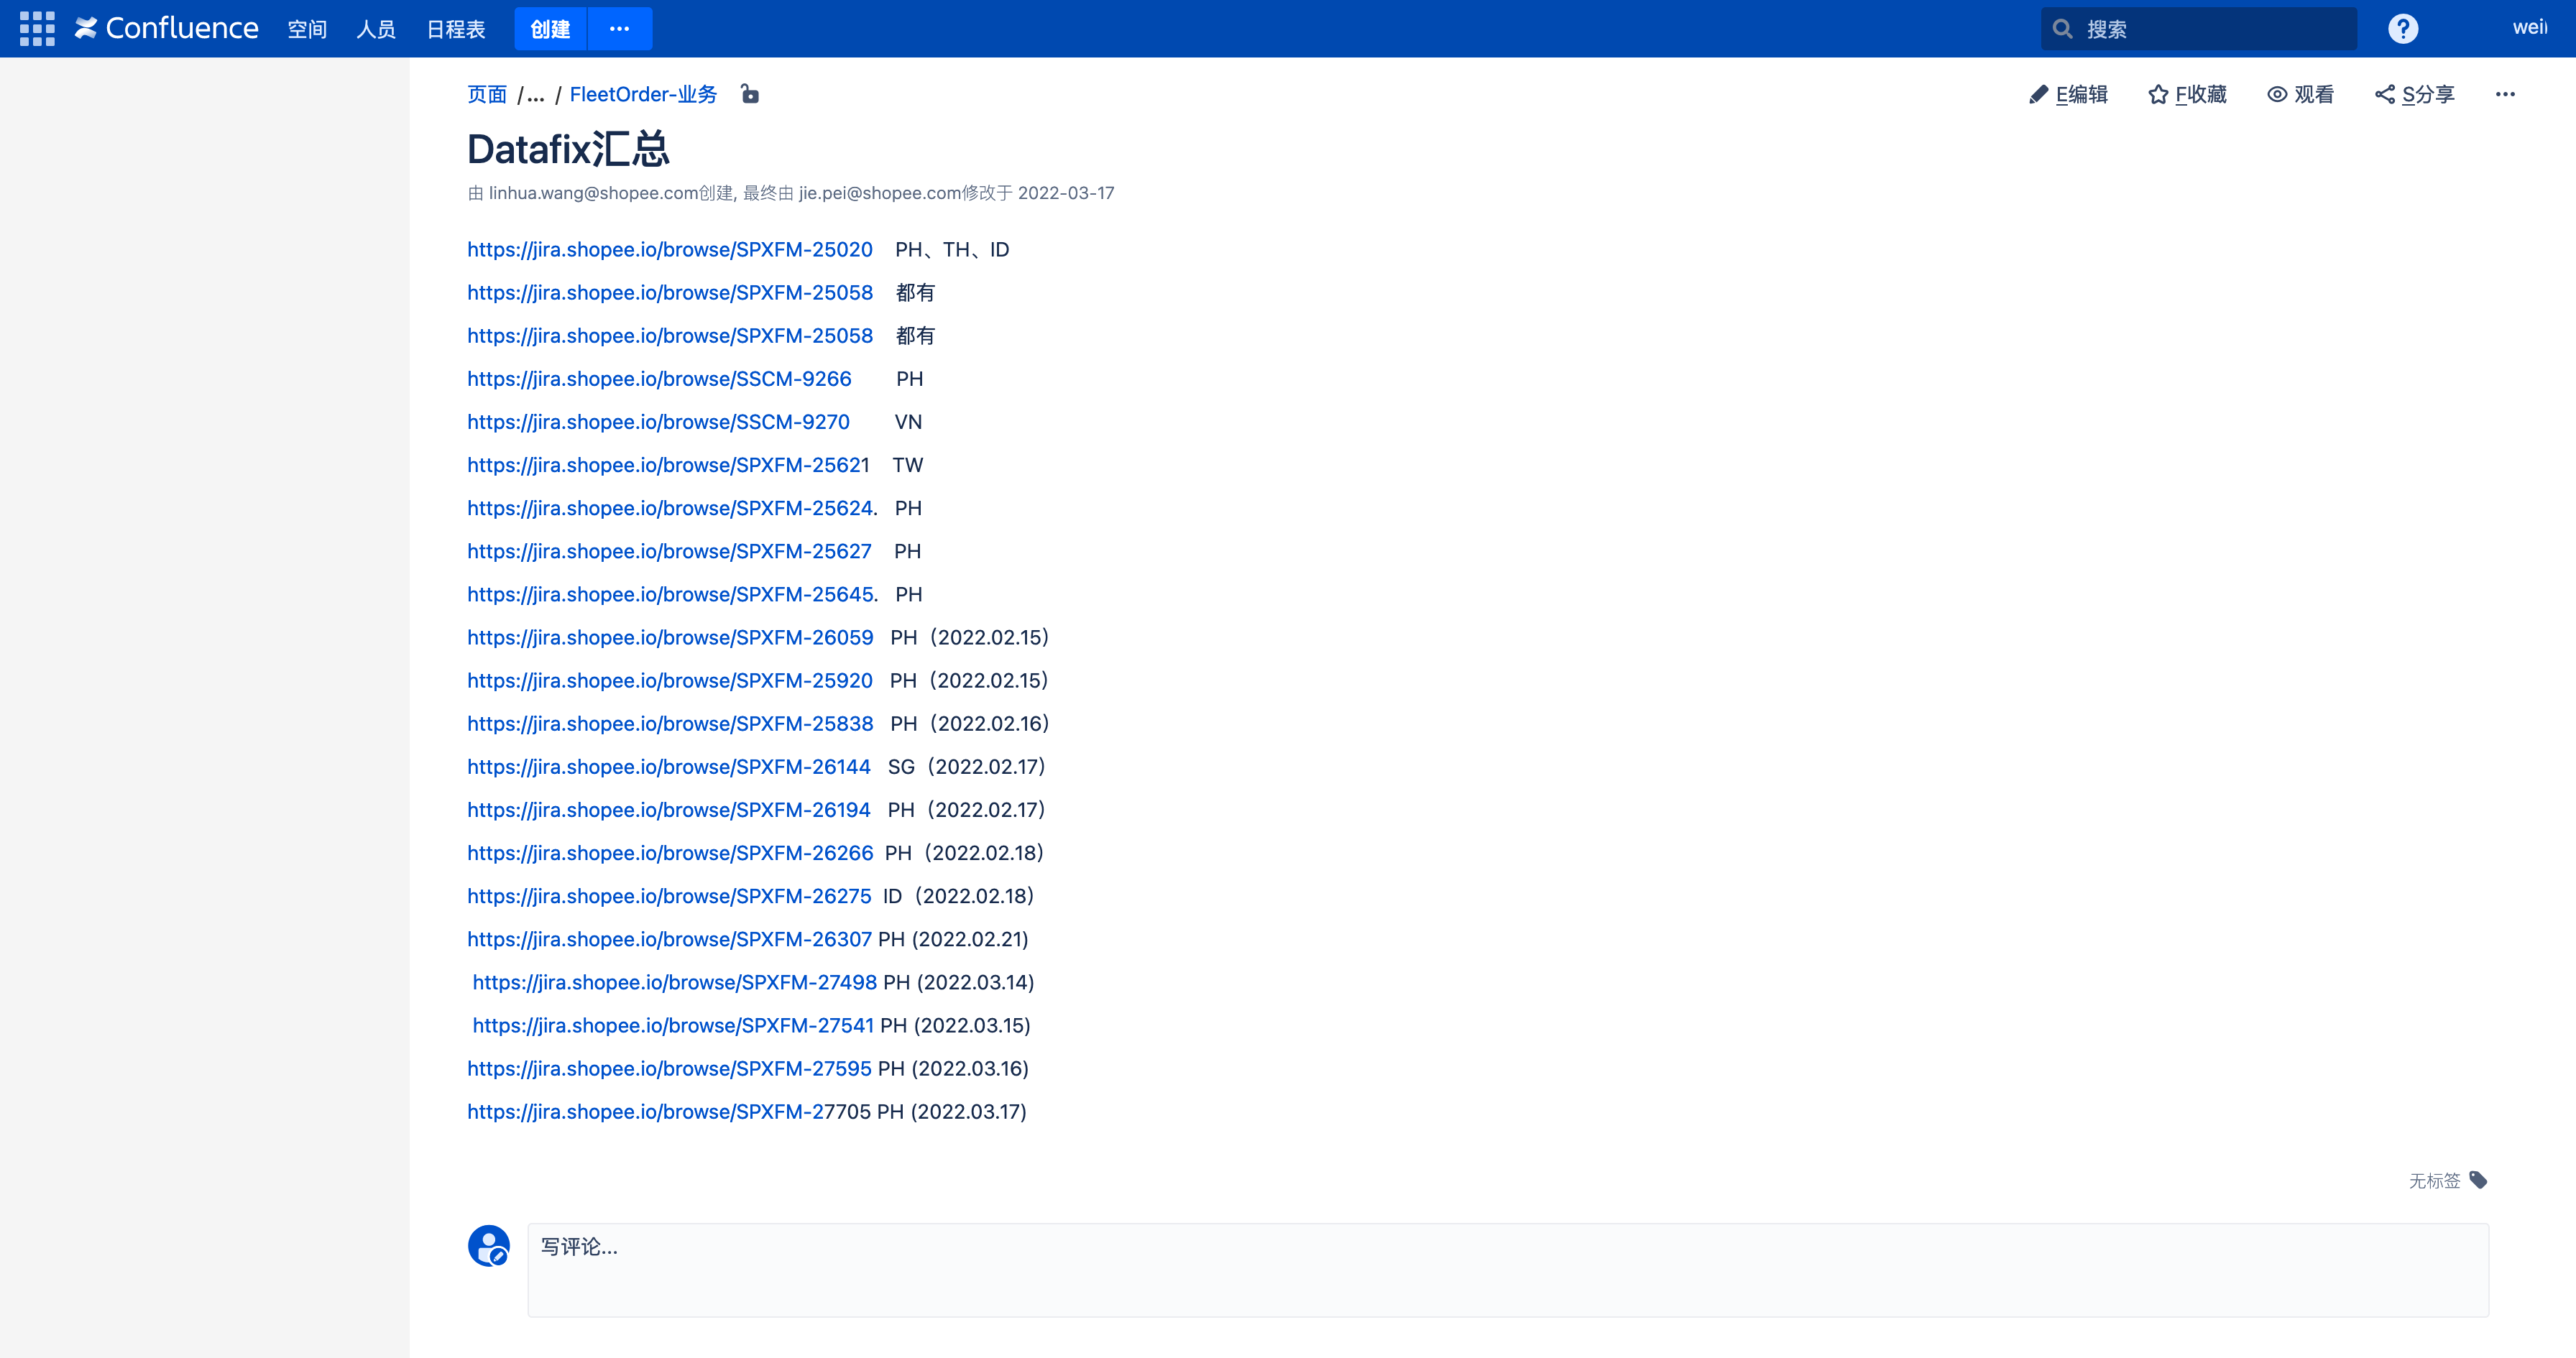 Confluence 空间 人员 日程表 创建 ··· 搜索 ?
页面 /... / FleetOrder-业务 E编辑 F收藏 观看 S分享 ···
Datafix汇总
由 linhua.wang@shopee.com创建, 最终由 jie.pei@shopee.com修改于 2022-03-17
https://jira.shopee.io/browse/SPXFM-25020 PH、TH、ID
https://jira.shopee.io/browse/SPXFM-25058 都有
https://jira.shopee.io/browse/SPXFM-25058 都有
https://jira.shopee.io/browse/SSCM-9266 PH
https://jira.shopee.io/browse/SSCM-9270 VN
https://jira.shopee.io/browse/SPXFM-25621 TW
https://jira.shopee.io/browse/SPXFM-25624. PH
https://jira.shopee.io/browse/SPXFM-25627 PH
https://jira.shopee.io/browse/SPXFM-25645. PH
https://jira.shopee.io/browse/SPXFM-26059 PH（2022.02.15）
https://jira.shopee.io/browse/SPXFM-25920 PH（2022.02.15）
https://jira.shopee.io/browse/SPXFM-25838 PH（2022.02.16）
https://jira.shopee.io/browse/SPXFM-26144 SG（2022.02.17）
https://jira.shopee.io/browse/SPXFM-26194 PH（2022.02.17）
https://jira.shopee.io/browse/SPXFM-26266 PH（2022.02.18）
https://jira.shopee.io/browse/SPXFM-26275 ID（2022.02.18）
https://jira.shopee.io/browse/SPXFM-26307 PH (2022.02.21)
https://jira.shopee.io/browse/SPXFM-27498 PH (2022.03.14)
https://jira.shopee.io/browse/SPXFM-27541 PH (2022.03.15)
https://jira.shopee.io/browse/SPXFM-27595 PH (2022.03.16)
https://jira.shopee.io/browse/SPXFM-27705 PH (2022.03.17)
无标签
写评论...